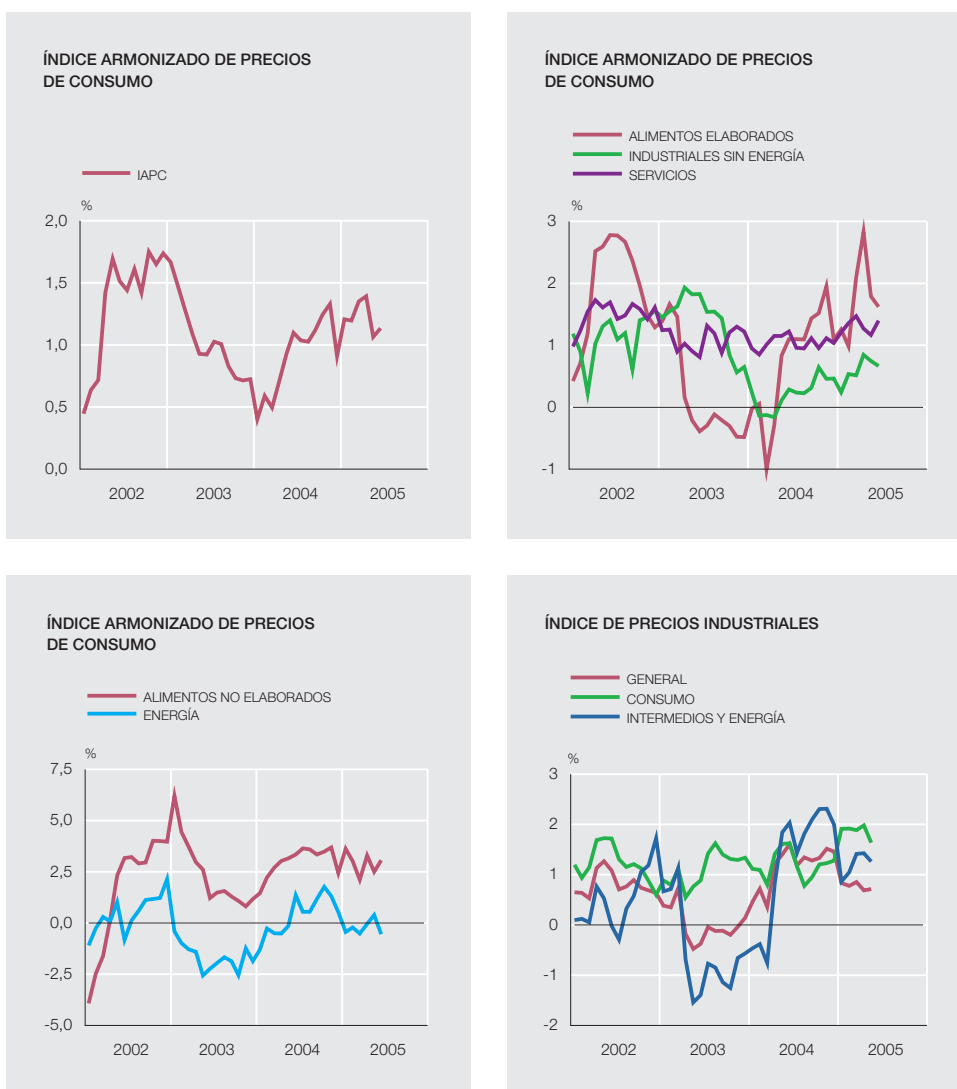 ÍNDICE ARMONIZADO DE PRECIOS
DE CONSUMO
IAPC
%
2,0
1,5
1,0
0,5
0,0
2002 2003 2004 2005
ÍNDICE ARMONIZADO DE PRECIOS
DE CONSUMO
ALIMENTOS ELABORADOS
INDUSTRIALES SIN ENERGÍA
SERVICIOS
%
3
2
1
0
-1
2002 2003 2004 2005
ÍNDICE ARMONIZADO DE PRECIOS
DE CONSUMO
ALIMENTOS NO ELABORADOS
ENERGÍA
%
7,5
5,0
2,5
0,0
-2,5
-5,0
2002 2003 2004 2005
ÍNDICE DE PRECIOS INDUSTRIALES
GENERAL
CONSUMO
INTERMEDIOS Y ENERGÍA
%
3
2
1
0
-1
-2
2002 2003 2004 2005